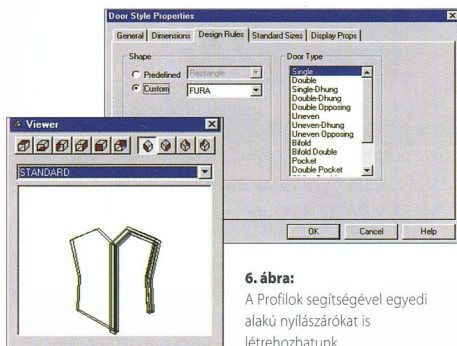 Door Style Properties
General Dimensions Design Rules Standard Sizes Display Props
Shape
Predefined Rectangle
Custom FURA
Door Type
Single
Double
Single-Dhung
Double-Dhung
Double Opposing
Uneven
Uneven-Dhung
Uneven Opposing
Bifold
Bifold Double
Pocket
Double Pocket
OK Cancel Help
Viewer
STANDARD
6. ábra:
A Profilok segítségével egyedi
alakú nyílászárókat is
létrehozhatunk